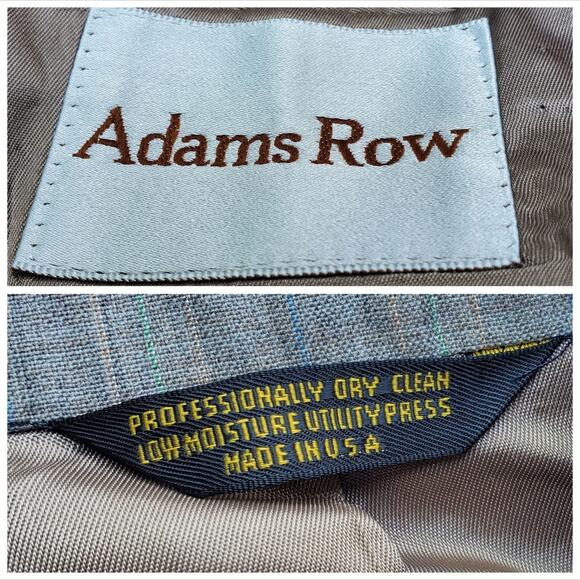 Adams Row
PROFESSIONALLY DRY CLEAN
LOW MOISTURE UTILITY PRESS
MADE IN U.S.A.